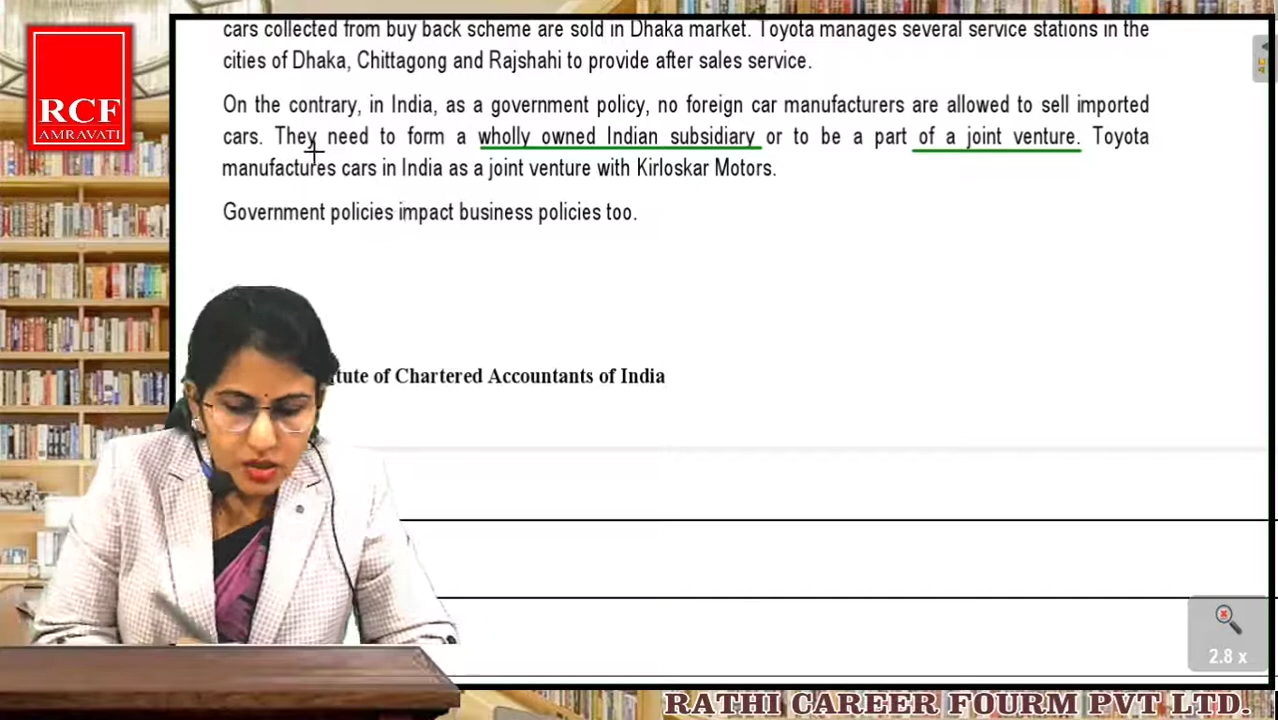 RCF
AMRAVATI
cars collected from buy back scheme are sold in Dhaka market. Toyota manages several service stations in the
cities of Dhaka, Chittagong and Rajshahi to provide after sales service.
On the contrary, in India, as a government policy, no foreign car manufacturers are allowed to sell imported
cars. They need to form a wholly owned Indian subsidiary or to be a part of a joint venture. Toyota
manufactures cars in India as a joint venture with Kirloskar Motors.
Government policies impact business policies too.
tute of Chartered Accountants of India
2.8 x
RATHI CAREER FOURM PVT LTD.